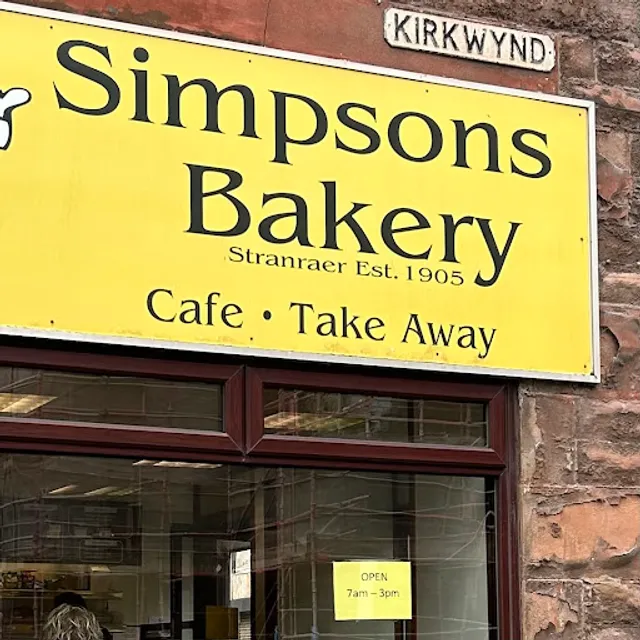 KIRKWYND
Simpsons
Bakery
Stranraer Est. 1905
Cafe • Take Away
OPEN
7am – 3pm